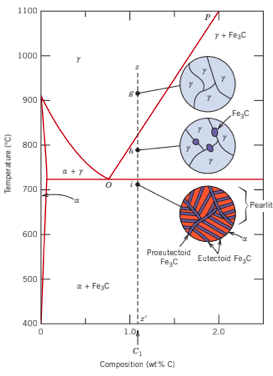 1100
1000
900
800
700
600
500
400
Temperature (°C)
P
γ + Fe3C
γ
z
g
γ
γ
γ
γ
Fe3C
γ
γ
γ
γ
h
α + γ
O
i
α
Pearlit
α
Proeutectoid
Fe3C
Eutectoid Fe3C
α + Fe3C
z'
0
1.0
2.0
C1
Composition (wt% C)